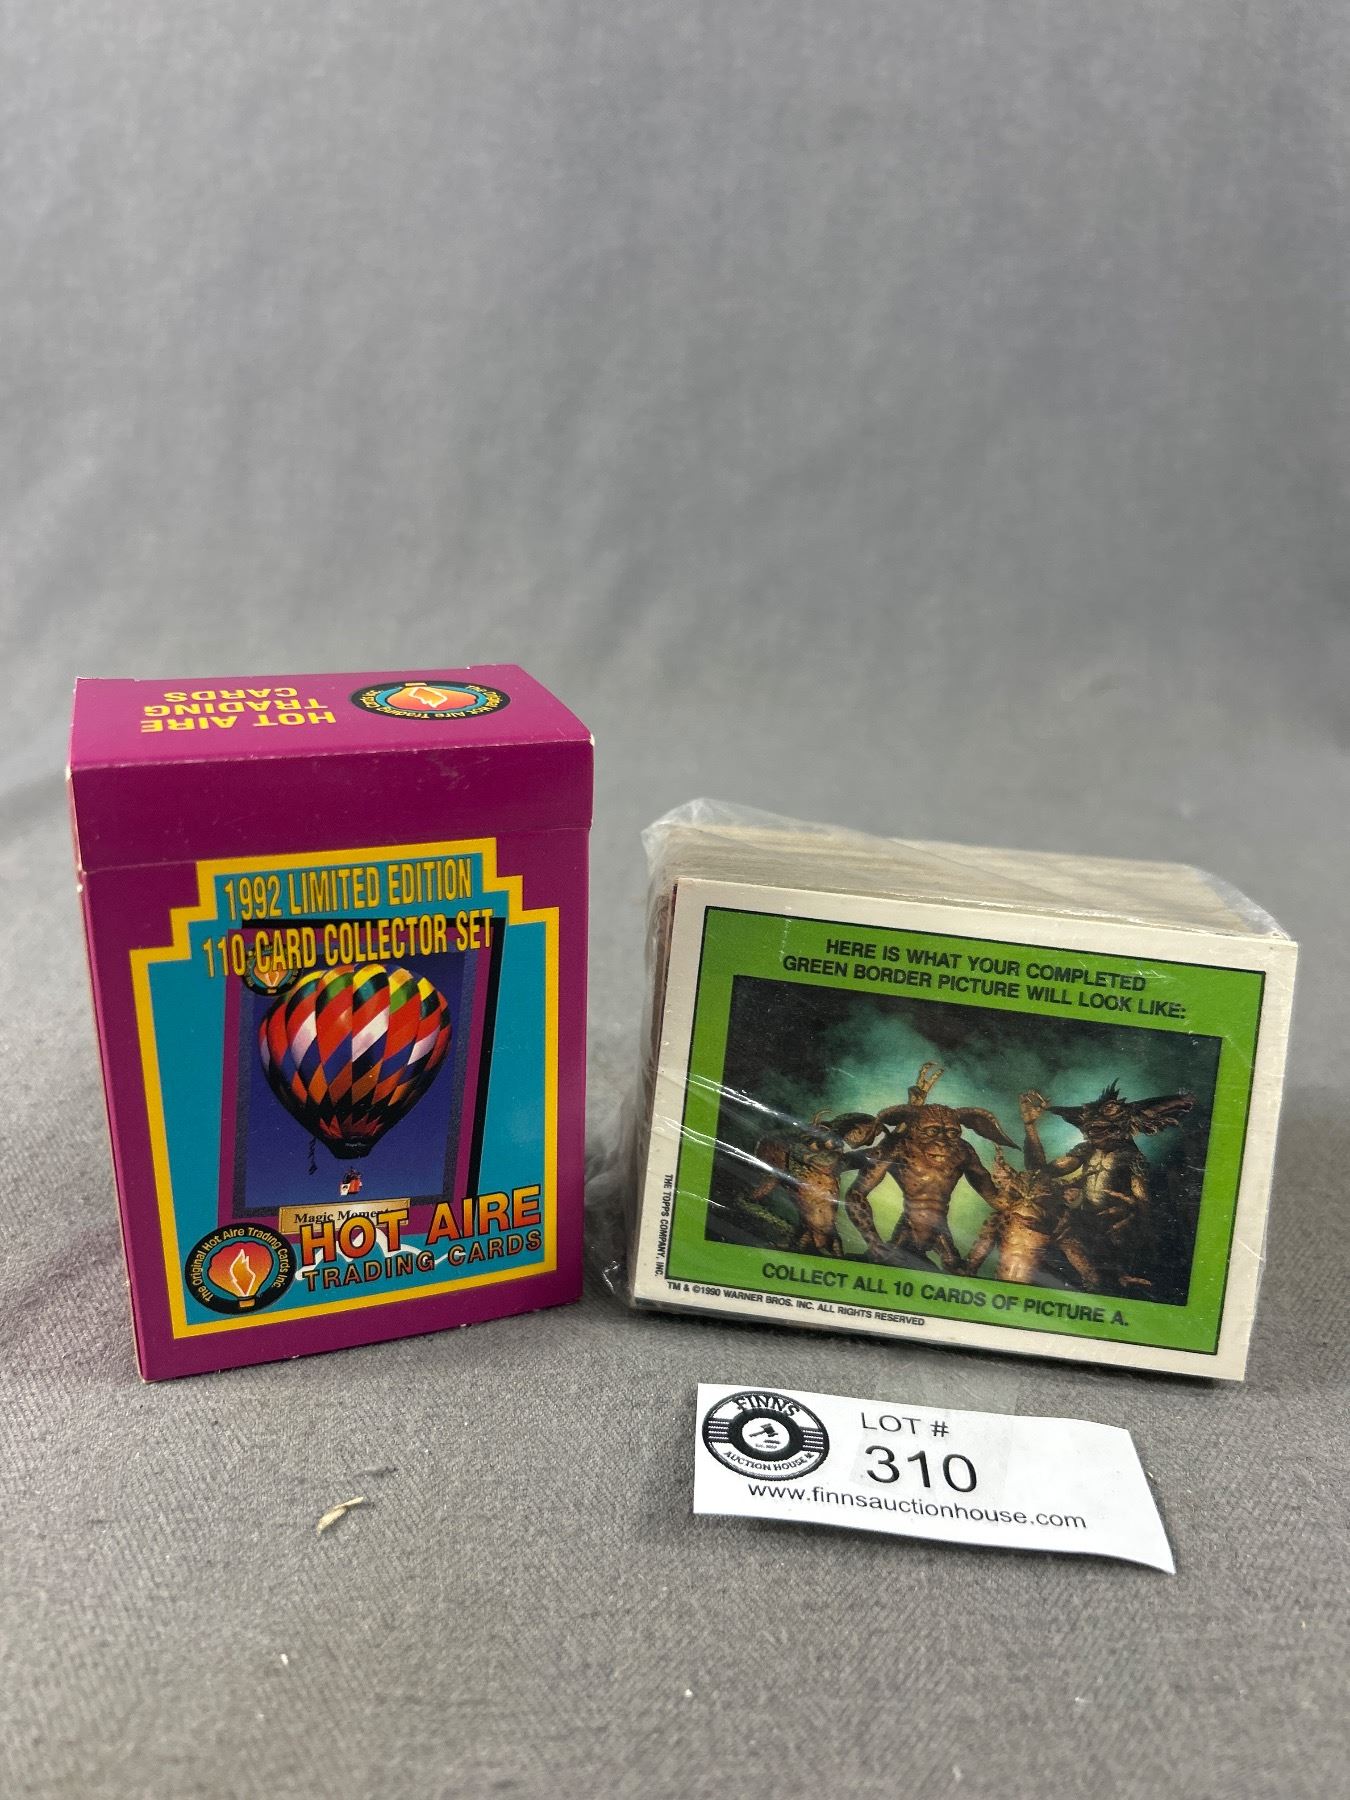 HOT AIRE
TRADING
CARDS
The Original Hot Aire Trading Cards Inc.
1992 LIMITED EDITION
110-CARD COLLECTOR SET
Magic Moments
HOT AIRE
TRADING CARDS
The Original Hot Aire Trading Cards Inc.
HERE IS WHAT YOUR COMPLETED
GREEN BORDER PICTURE WILL LOOK LIKE:
COLLECT ALL 10 CARDS OF PICTURE A.
THE TOPPS COMPANY, INC.
TM & ©1990 WARNER BROS. INC. ALL RIGHTS RESERVED
FINNS
AUCTION HOUSE
LOT #
310
www.finnsauctionhouse.com